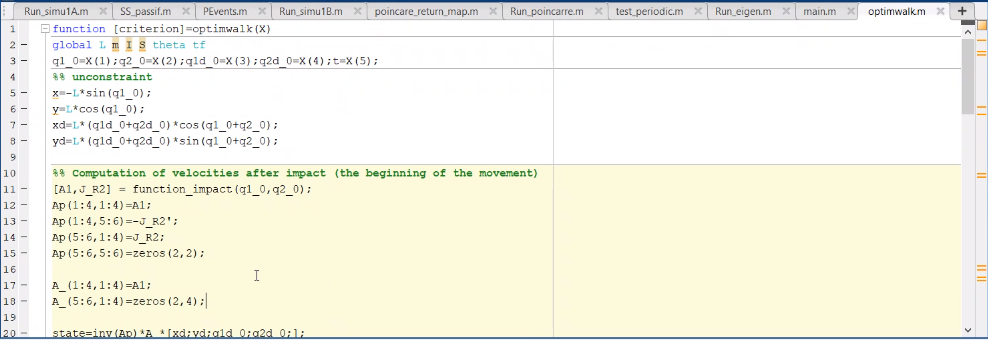 Run_simu1A.m SS_passif.m PEvents.m Run_simu1B.m poincare_return_map.m Run_poincarre.m test_periodic.m Run_eigen.m main.m optimwalk.m
1 function [criterion]=optimwalk(X)
2 global L m I S theta tf
3 q1_0=X(1);q2_0=X(2);q1d_0=X(3);q2d_0=X(4);t=X(5);
4 %% unconstraint
5 x=-L*sin(q1_0);
6 y=L*cos(q1_0);
7 xd=L*(q1d_0+q2d_0)*cos(q1_0+q2_0);
8 yd=L*(q1d_0+q2d_0)*sin(q1_0+q2_0);
9
10 %% Computation of velocities after impact (the beginning of the movement)
11 [A1,J_R2] = function_impact(q1_0,q2_0);
12 Ap(1:4,1:4)=A1;
13 Ap(1:4,5:6)=-J_R2';
14 Ap(5:6,1:4)=J_R2;
15 Ap(5:6,5:6)=zeros(2,2);
16
17 A_(1:4,1:4)=A1;
18 A_(5:6,1:4)=zeros(2,4);
19
20 state=inv(Ap)*A_*[xd;yd;q1d_0;q2d_0;];